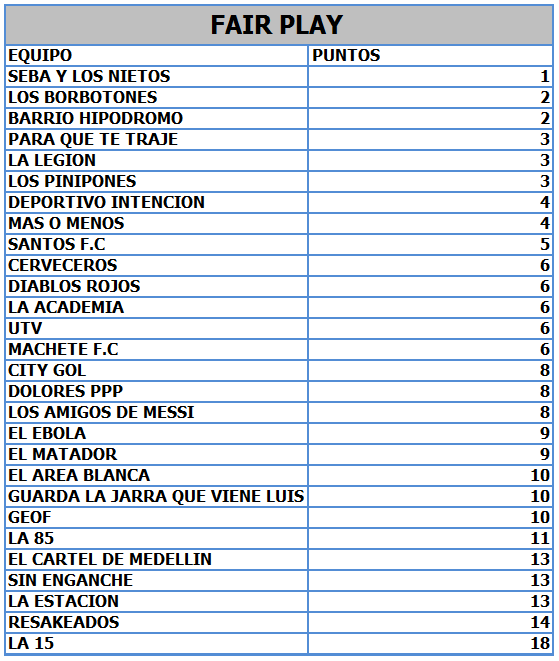 FAIR PLAY
EQUIPO PUNTOS
SEBA Y LOS NIETOS 1
LOS BORBOTONES 2
BARRIO HIPODROMO 2
PARA QUE TE TRAJE 3
LA LEGION 3
LOS PINIPONES 3
DEPORTIVO INTENCION 4
MAS O MENOS 4
SANTOS F.C 5
CERVECEROS 6
DIABLOS ROJOS 6
LA ACADEMIA 6
UTV 6
MACHETE F.C 6
CITY GOL 8
DOLORES PPP 8
LOS AMIGOS DE MESSI 8
EL EBOLA 9
EL MATADOR 9
EL AREA BLANCA 10
GUARDA LA JARRA QUE VIENE LUIS 10
GEOF 10
LA 85 11
EL CARTEL DE MEDELLIN 13
SIN ENGANCHE 13
LA ESTACION 13
RESAKEADOS 14
LA 15 18